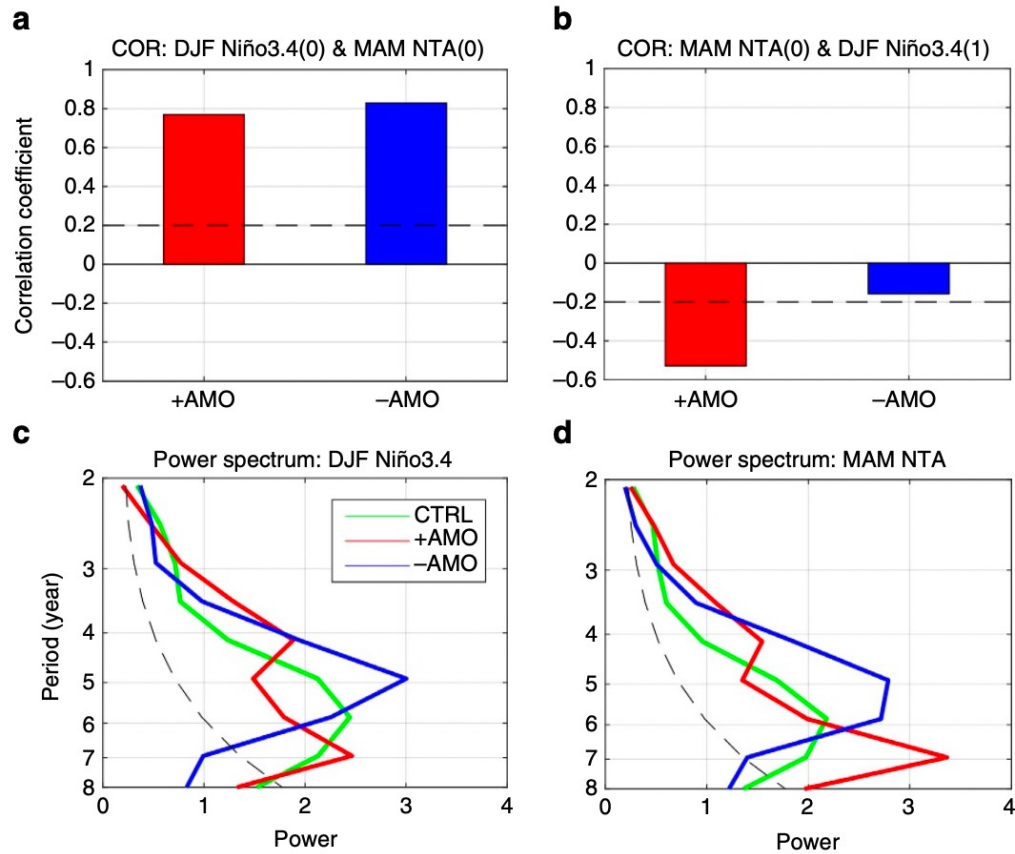 a
COR: DJF Niño3.4(0) & MAM NTA(0)
Correlation coefficient
1
0.8
0.6
0.4
0.2
0
–0.2
–0.4
–0.6
+AMO
–AMO
b
COR: MAM NTA(0) & DJF Niño3.4(1)
1
0.8
0.6
0.4
0.2
0
–0.2
–0.4
–0.6
+AMO
–AMO
c
Power spectrum: DJF Niño3.4
Period (year)
2
3
4
5
6
7
8
CTRL
+AMO
–AMO
0
1
2
3
4
Power
d
Power spectrum: MAM NTA
2
3
4
5
6
7
8
0
1
2
3
4
Power